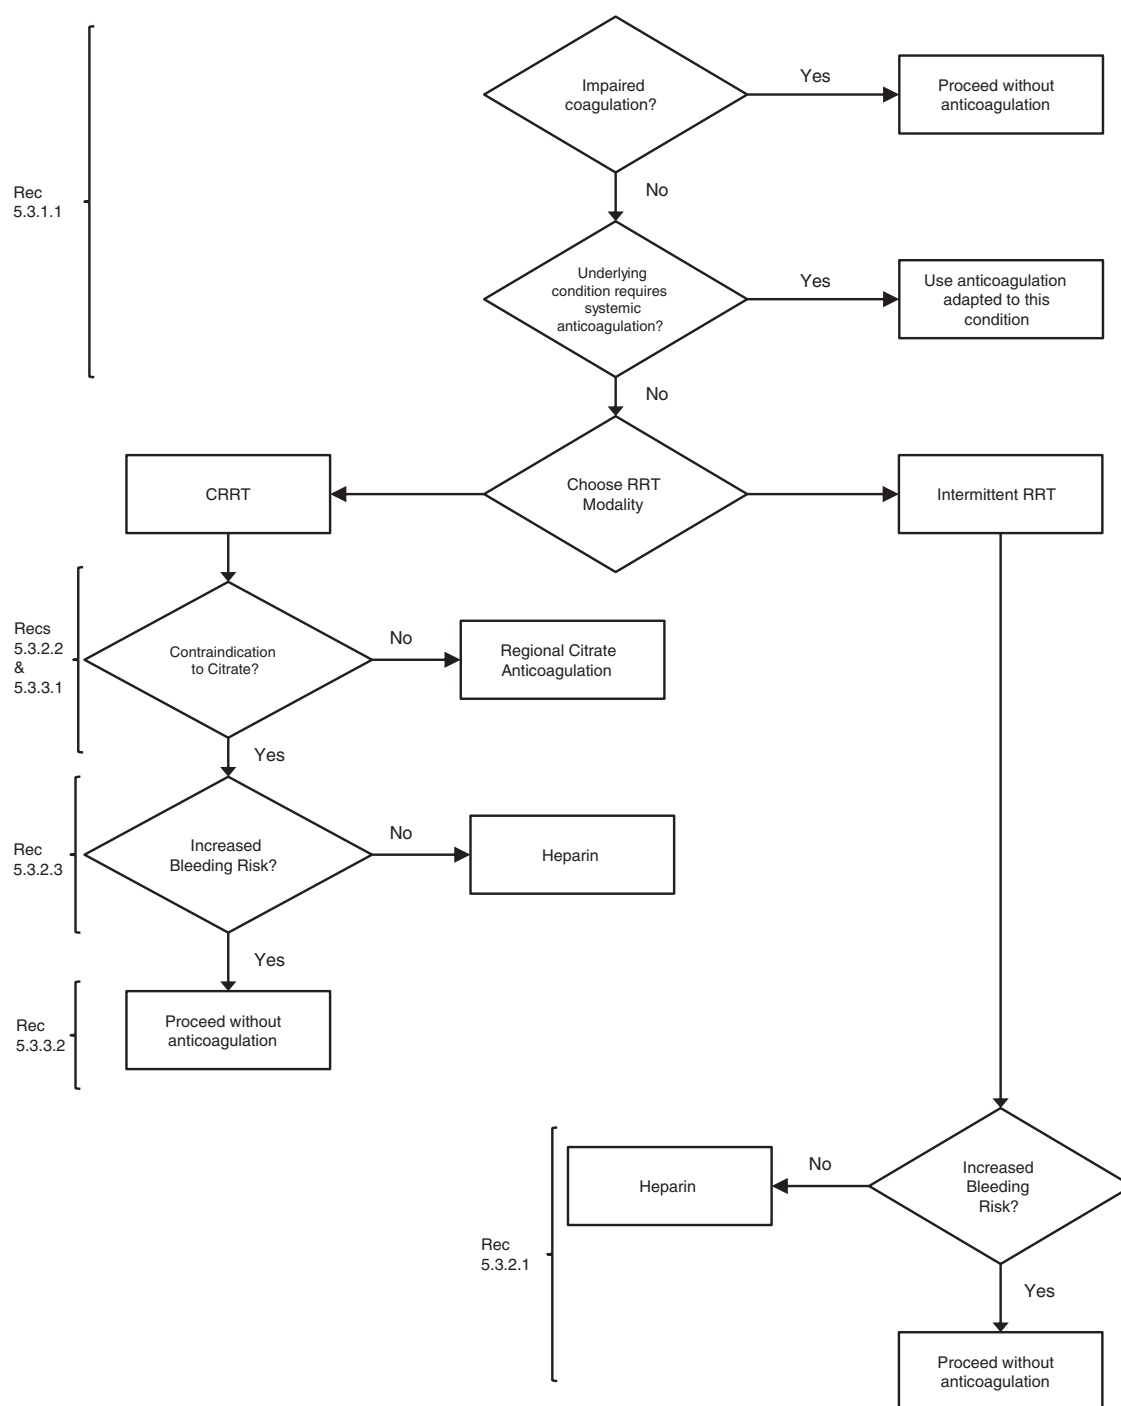 Impaired
coagulation?
Yes
Proceed without
anticoagulation
No
Rec
5.3.1.1
Underlying
condition requires
systemic
anticoagulation?
Yes
Use anticoagulation
adapted to this
condition
No
Choose RRT
Modality
CRRT
Intermittent RRT
Recs
5.3.2.2
&
5.3.3.1
Contraindication
to Citrate?
No
Regional Citrate
Anticoagulation
Yes
Rec
5.3.2.3
Increased
Bleeding Risk?
No
Heparin
Yes
Rec
5.3.3.2
Proceed without
anticoagulation
Rec
5.3.2.1
Increased
Bleeding
Risk?
No
Heparin
Yes
Proceed without
anticoagulation